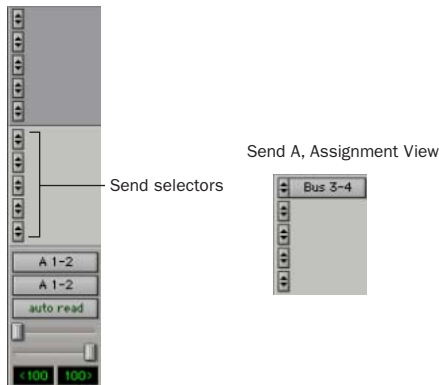 Send A, Assignment View
Send selectors
Bus 3-4
A 1-2
A 1-2
auto read
<100 100>